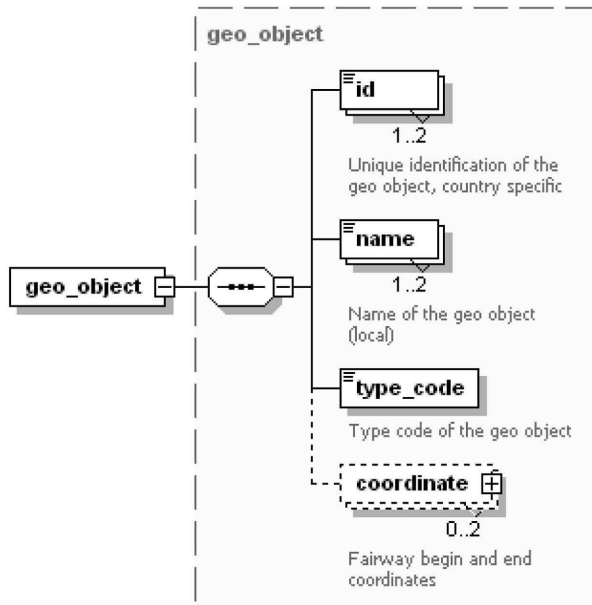 geo_object
id
1..2
Unique identification of the
geo object, country specific
name
1..2
Name of the geo object
(local)
geo_object
type_code
Type code of the geo object
coordinate
0..2
Fairway begin and end
coordinates